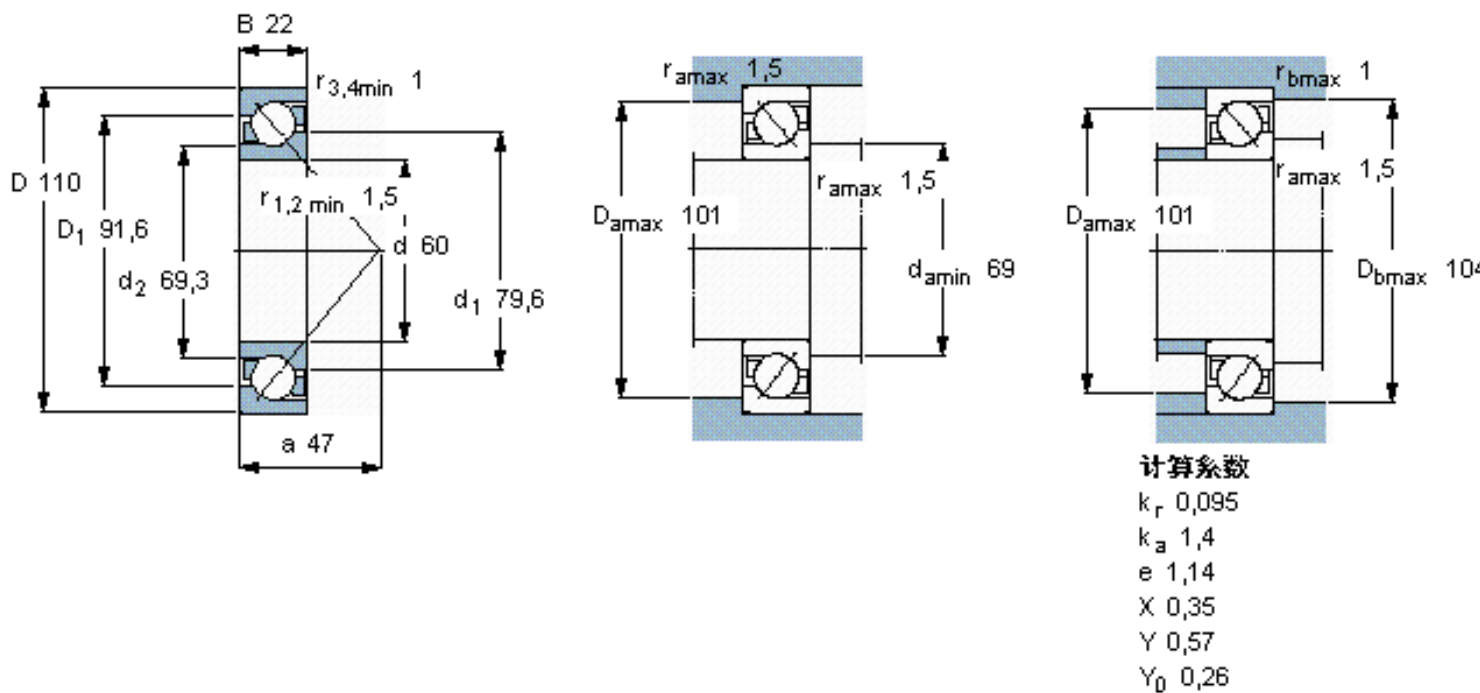 B 22
r3,4min 1
D 110
D1 91,6
d2 69,3
r1,2 min 1,5
d 60
d1 79,6
a 47
ramax 1,5
Damax 101
ramax 1,5
damin 69
rbmax 1
ramax 1,5
Damax 101
Dbmax 104
计算系数
kr 0,095
ka 1,4
e 1,14
X 0,35
Y 0,57
Y0 0,26